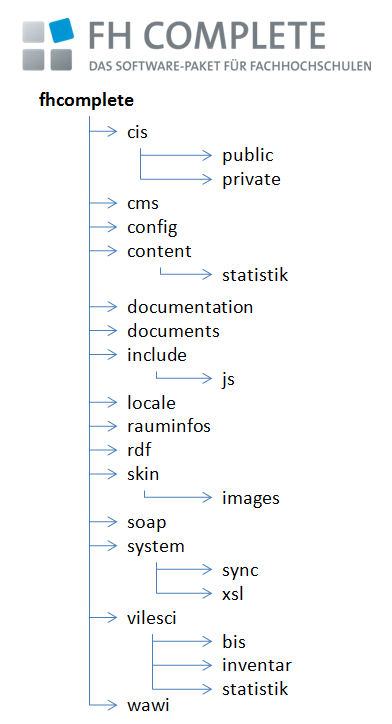 FH COMPLETE
DAS SOFTWARE-PAKET FÜR FACHHOCHSCHULEN
fhcomplete
cis
public
private
cms
config
content
statistik
documentation
documents
include
js
locale
rauminfos
rdf
skin
images
soap
system
sync
xsl
vilesci
bis
inventar
statistik
wawi